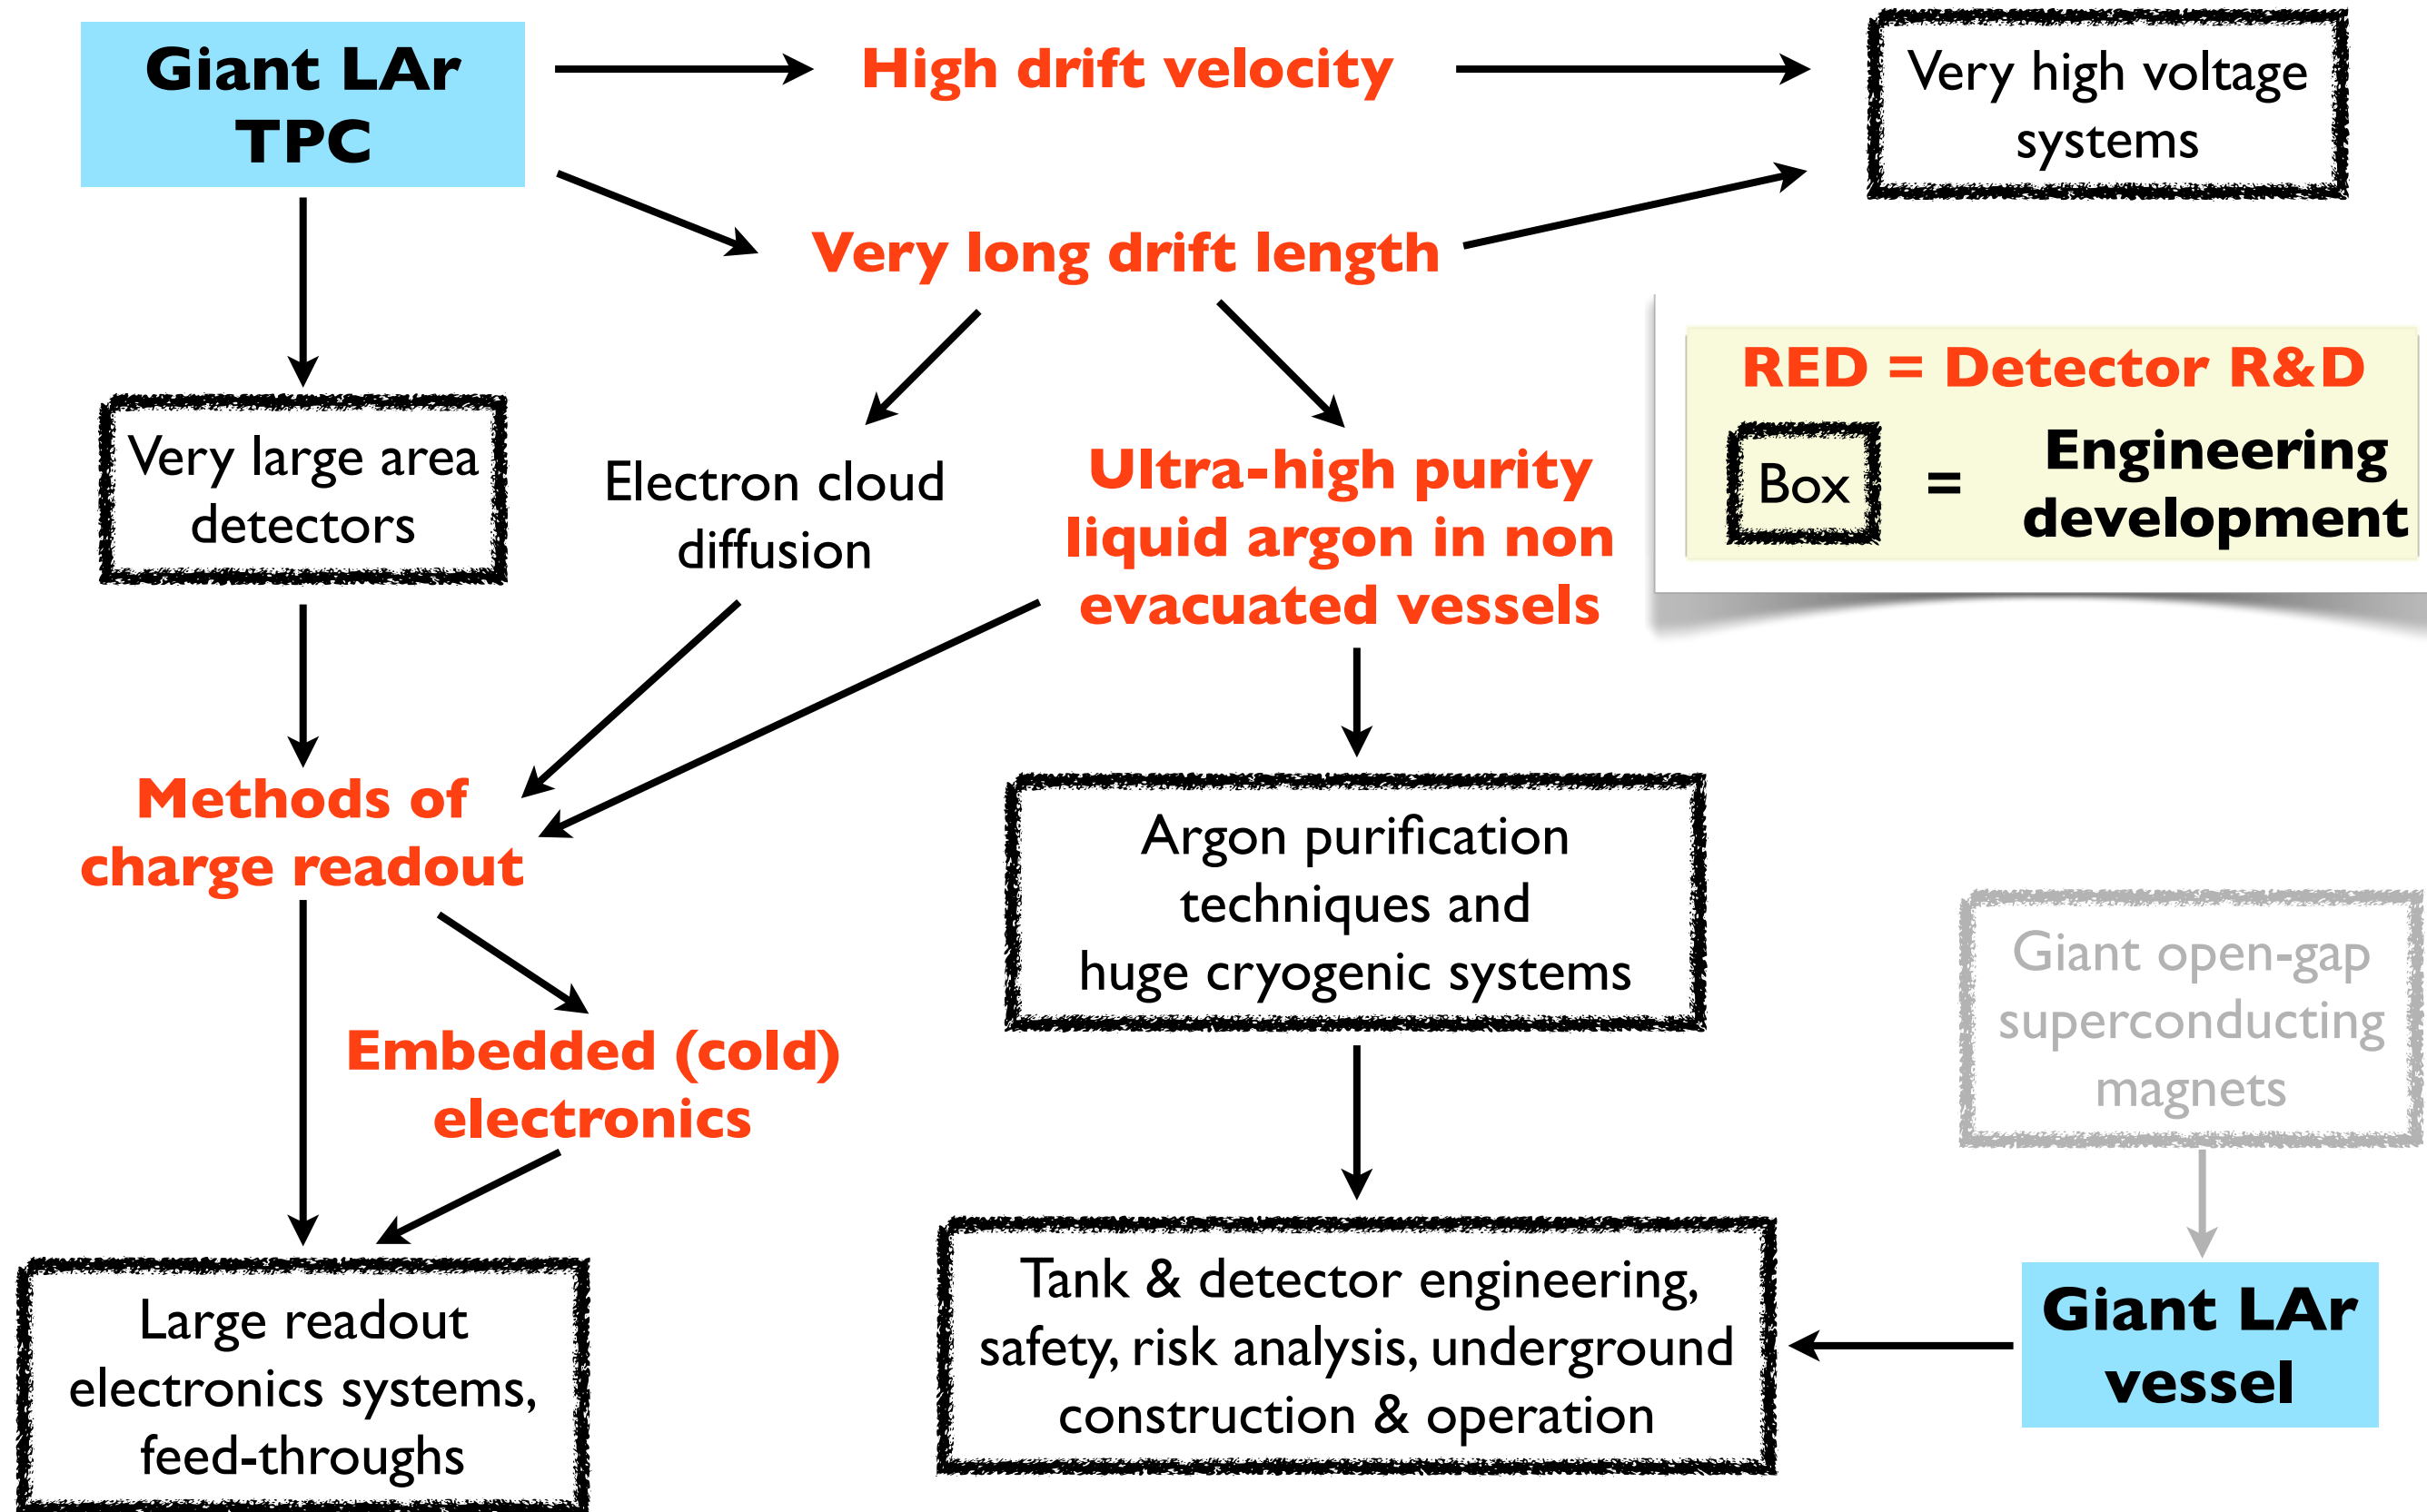 Giant LAr
TPC
High drift velocity
Very high voltage
systems
Very long drift length
RED = Detector R&D
Box = Engineering
development
Very large area
detectors
Electron cloud
diffusion
Ultra-high purity
liquid argon in non
evacuated vessels
Methods of
charge readout
Argon purification
techniques and
huge cryogenic systems
Giant open-gap
superconducting
magnets
Embedded (cold)
electronics
Large readout
electronics systems,
feed-throughs
Tank & detector engineering,
safety, risk analysis, underground
construction & operation
Giant LAr
vessel